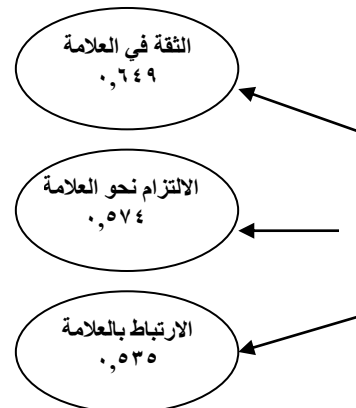 الثقة في العلامة
٠,٦٤٩
الالتزام نحو العلامة
٠,٥٧٤
الارتباط بالعلامة
٠,٥٣٥